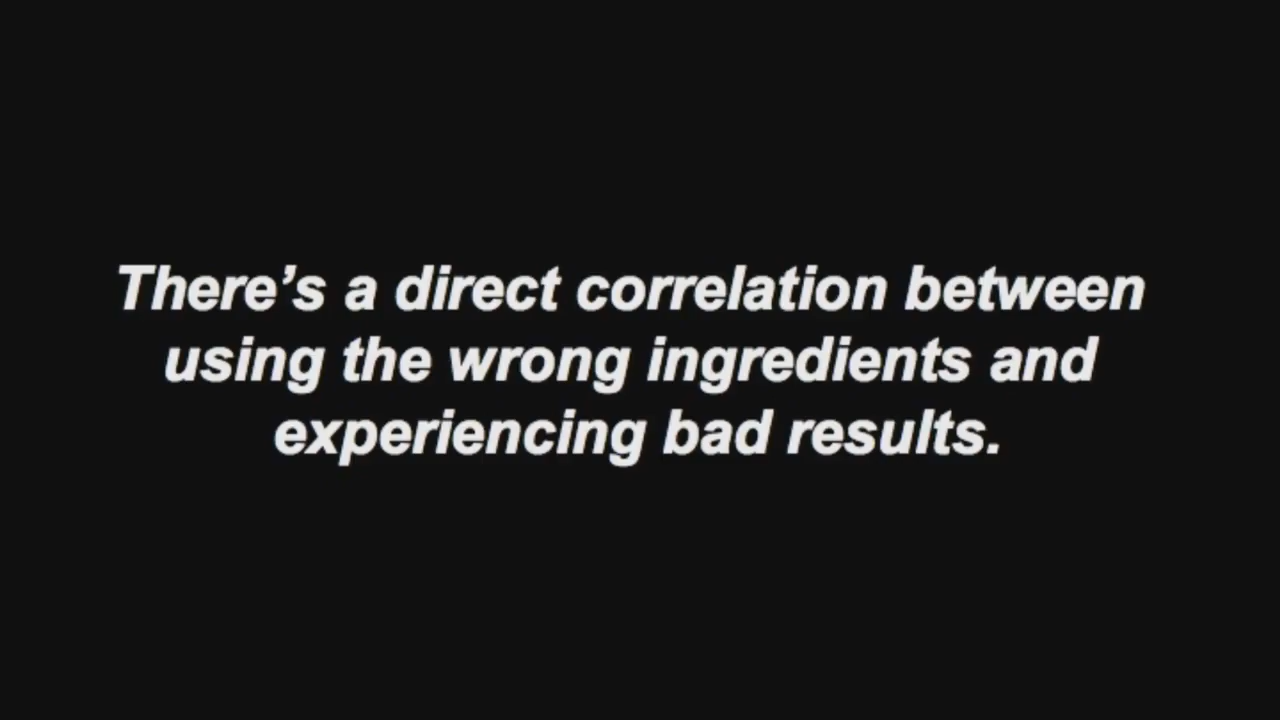 There’s a direct correlation between
using the wrong ingredients and
experiencing bad results.